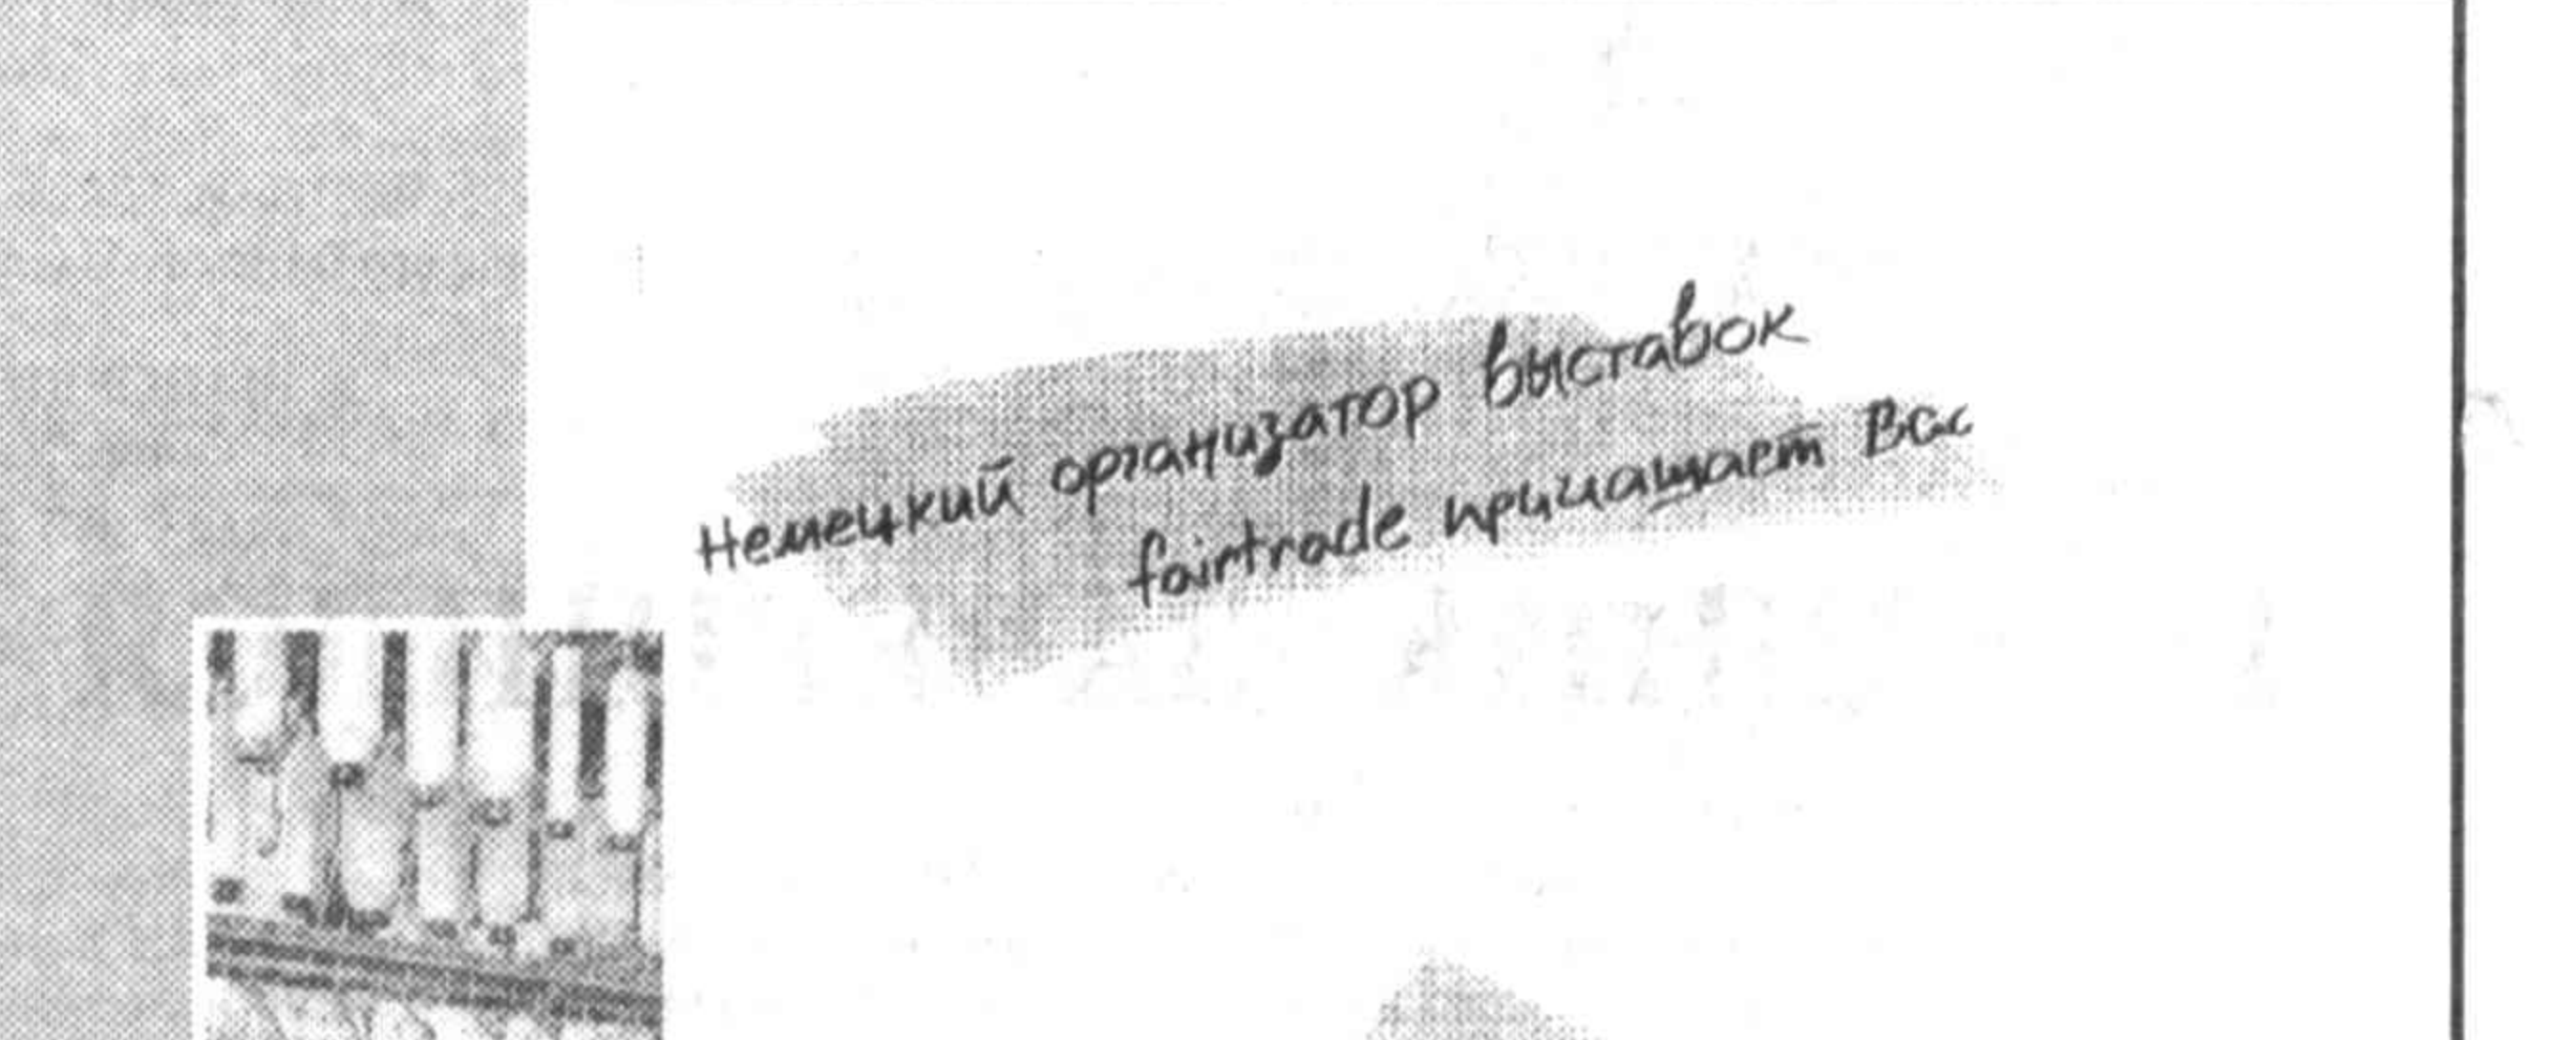 Немецкий организатор выставок
fairtrade приглашает Вас